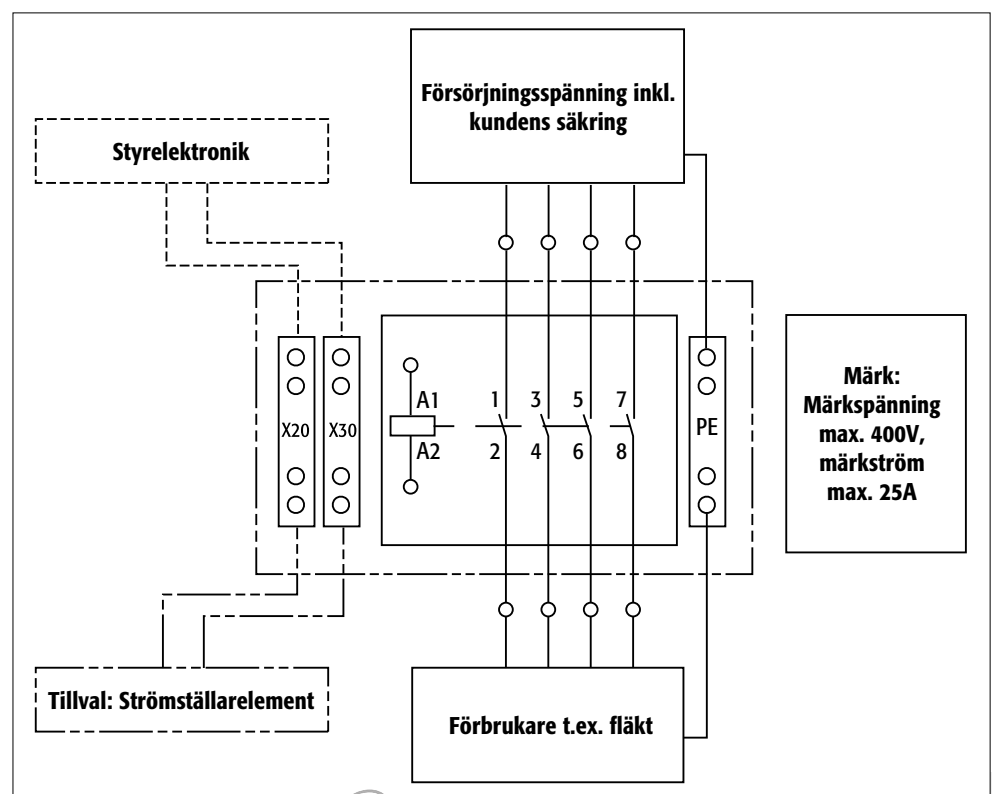 Försörjningsspänning inkl.
kundens säkring
Styrelektronik
X20
X30
A1
A2
1
3
5
7
2
4
6
8
PE
Märk:
Märkspänning
max. 400V,
märkström
max. 25A
Tillval: Strömställarelement
Förbrukare t.ex. fläkt